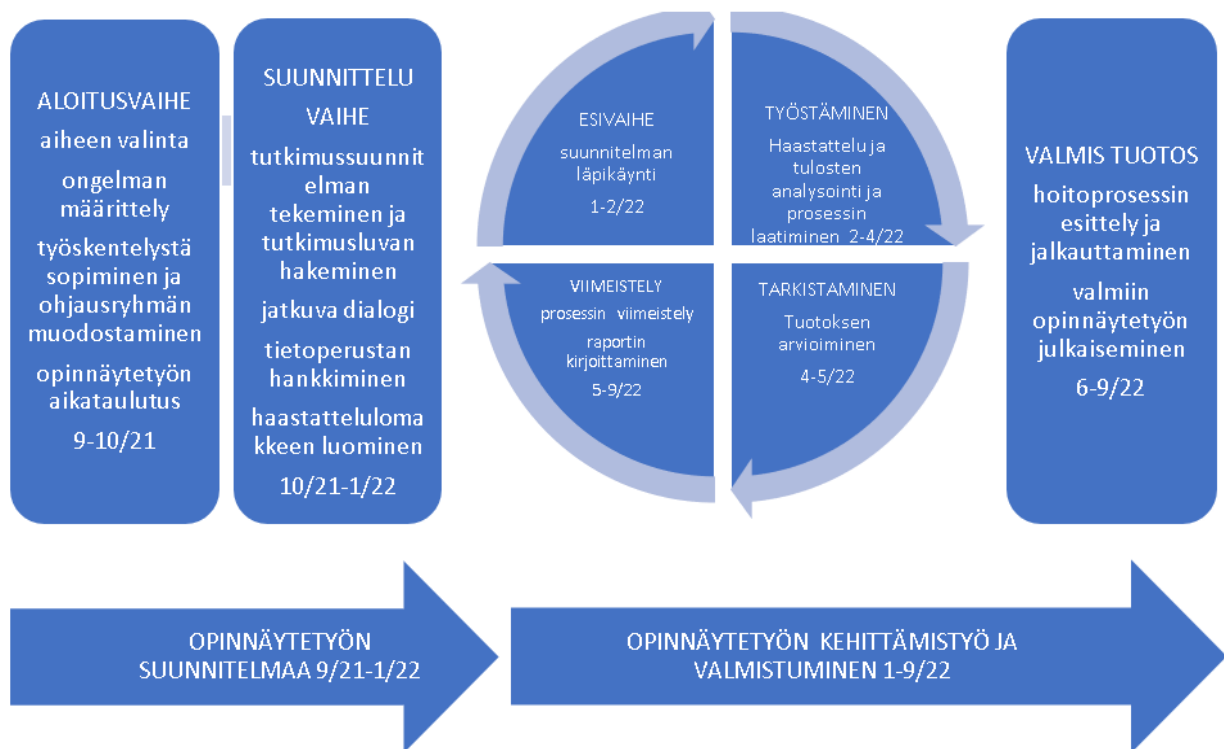 ALOITUSVAIHE
aiheen valinta
ongelman
määrittely
työskentelystä
sopiminen ja
ohjausryhmän
muodostaminen
opinnäytetyön
aikataulutus
9-10/21
SUUNNITTELU
VAIHE
tutkimussuunnit
elman
tekeminen ja
tutkimusluvan
hakeminen
jatkuva dialogi
tietoperustan
hankkiminen
haastatteluloma
kkeen luominen
10/21-1/22
ESIVAIHE
suunnitelman
läpikäynti
1-2/22
TYÖSTÄMINEN
Haastattelu ja
tulosten
analysointi ja
prosessin
laatiminen 2-4/22
VIIMEISTELY
prosessin viimeistely
raportin
kirjoittaminen
5-9/22
TARKISTAMINEN
Tuotoksen
arvioiminen
4-5/22
VALMIS TUOTOS
hoitoprosessin
esittely ja
jalkauttaminen
valmiin
opinnäytetyön
julkaiseminen
6-9/22
OPINNÄYTETYÖN
SUUNNITELMAA 9/21-1/22
OPINNÄYTETYÖN KEHITTÄMISTYÖ JA
VALMISTUMINEN 1-9/22